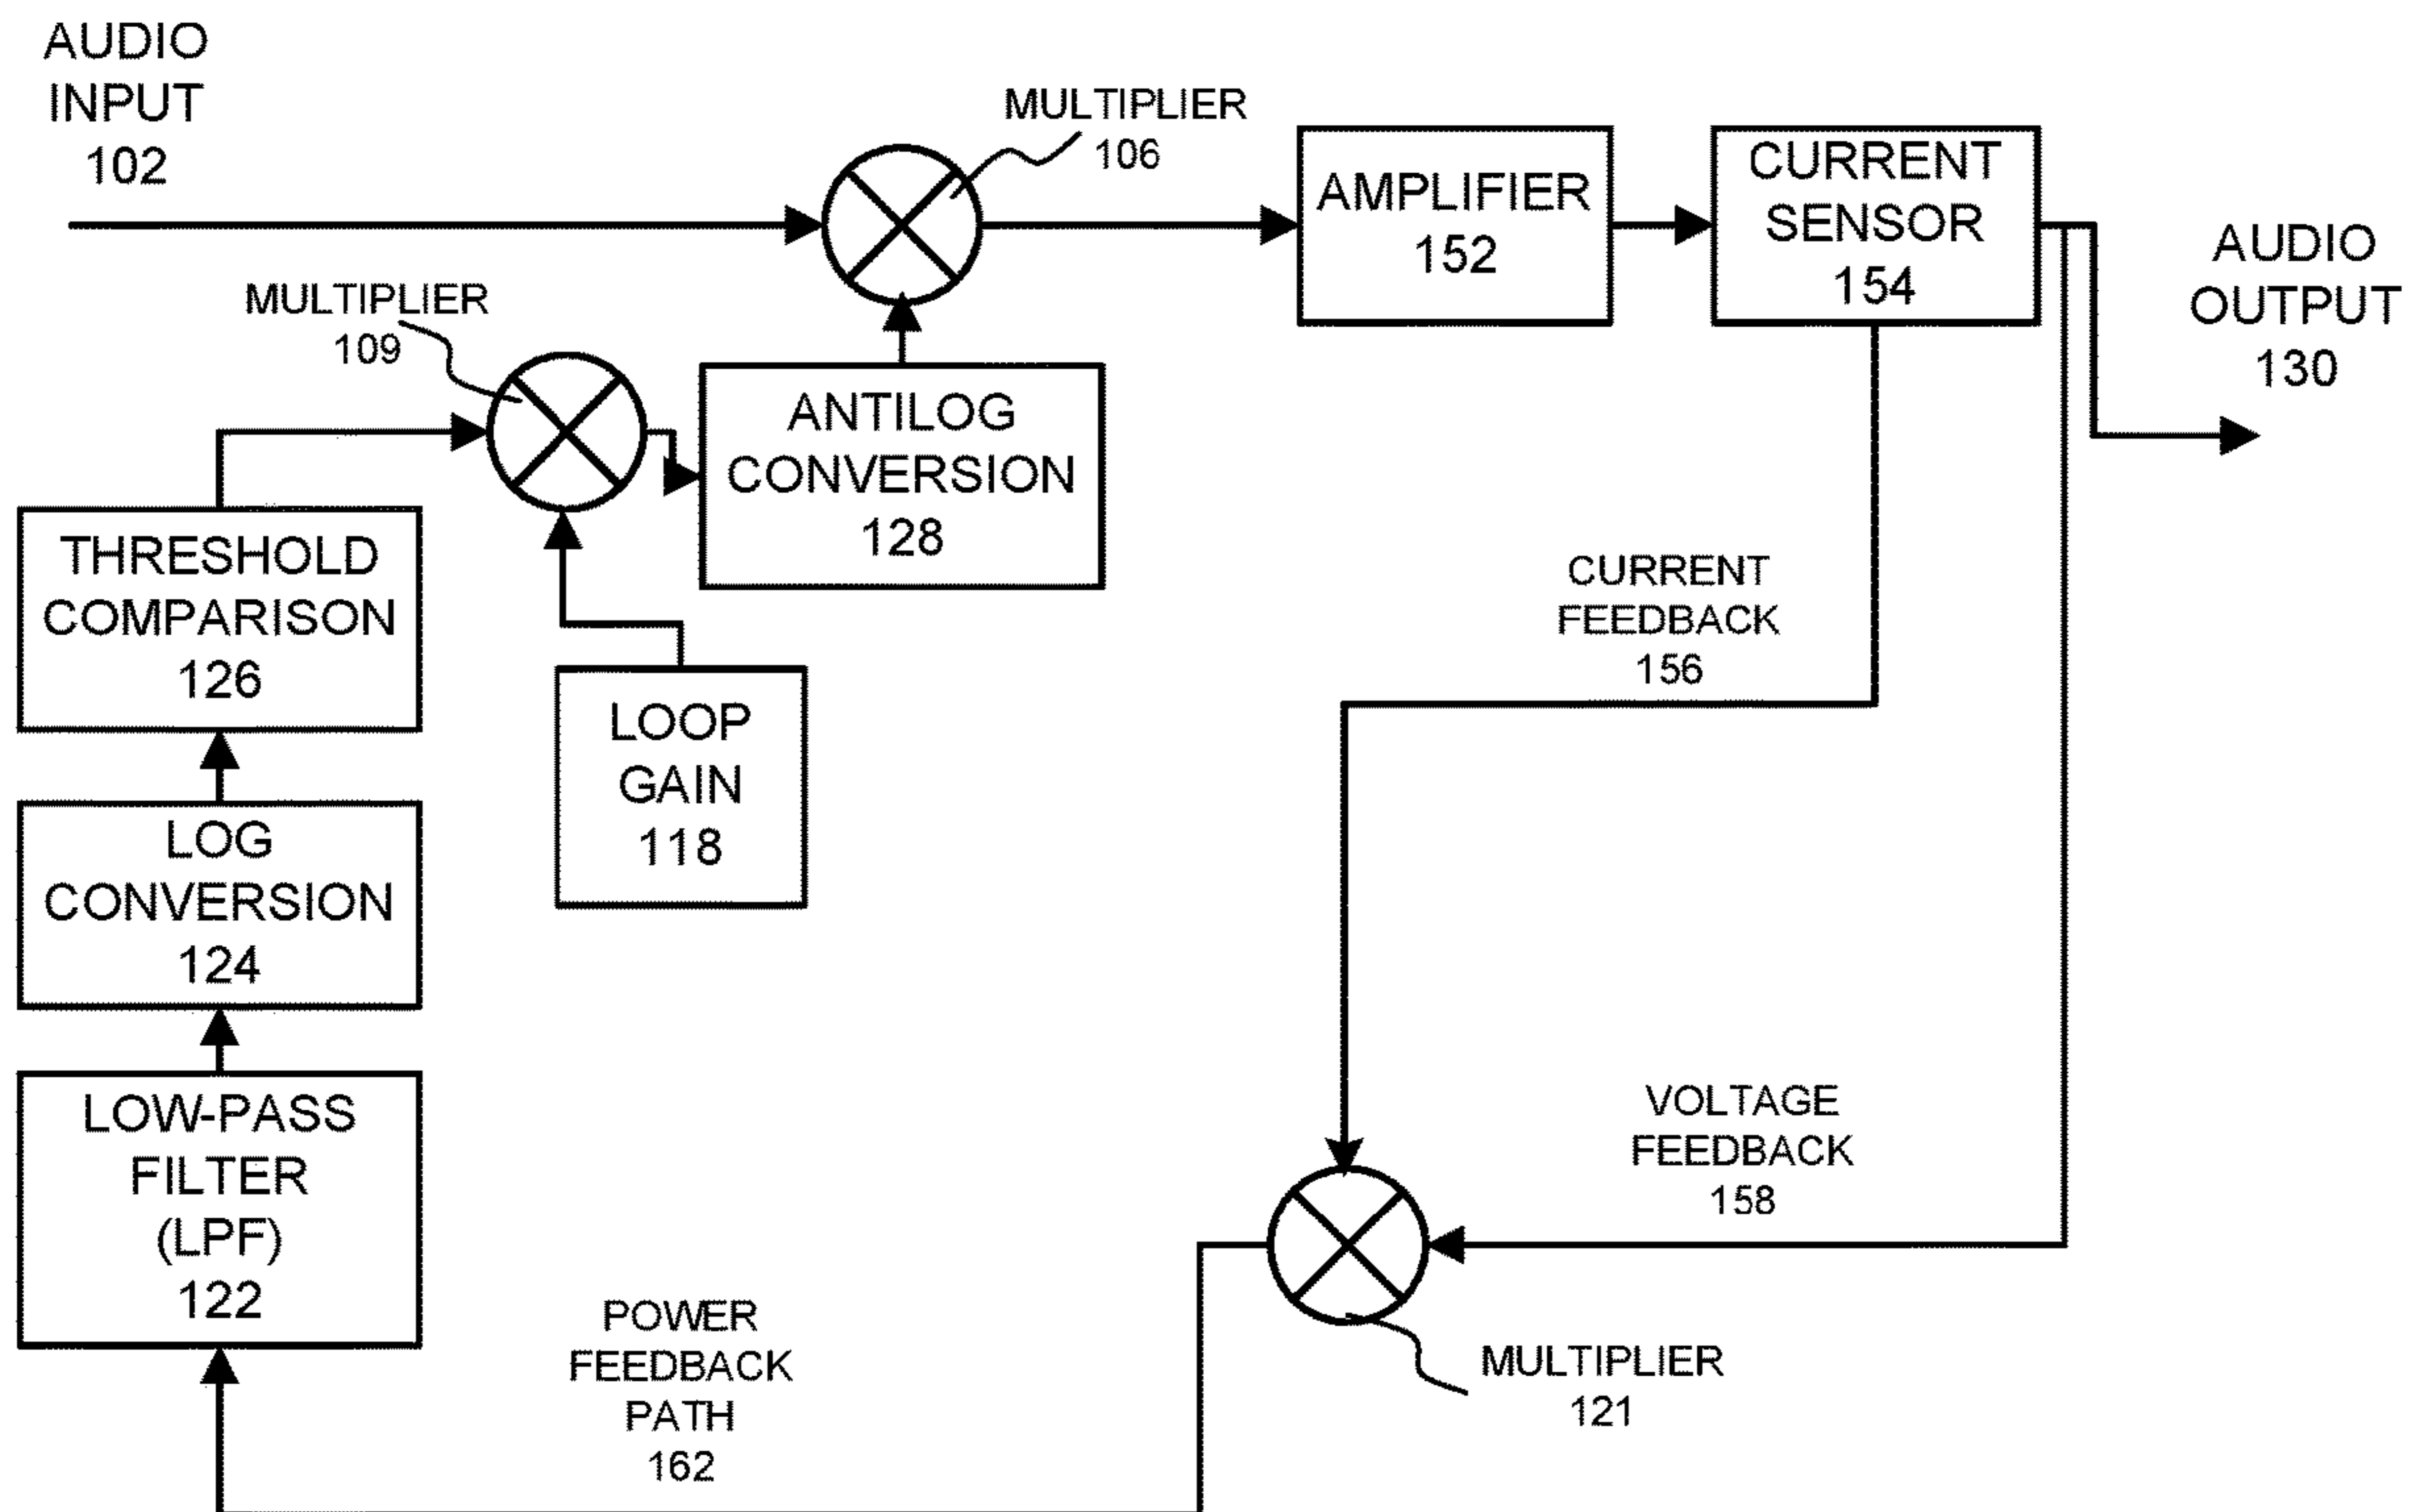 AUDIO
INPUT
102
MULTIPLIER
106
AMPLIFIER
152
CURRENT
SENSOR
154
AUDIO
OUTPUT
130
MULTIPLIER
109
ANTILOG
CONVERSION
128
THRESHOLD
COMPARISON
126
LOOP
GAIN
118
CURRENT
FEEDBACK
156
LOG
CONVERSION
124
LOW-PASS
FILTER
(LPF)
122
VOLTAGE
FEEDBACK
158
POWER
FEEDBACK
PATH
162
MULTIPLIER
121